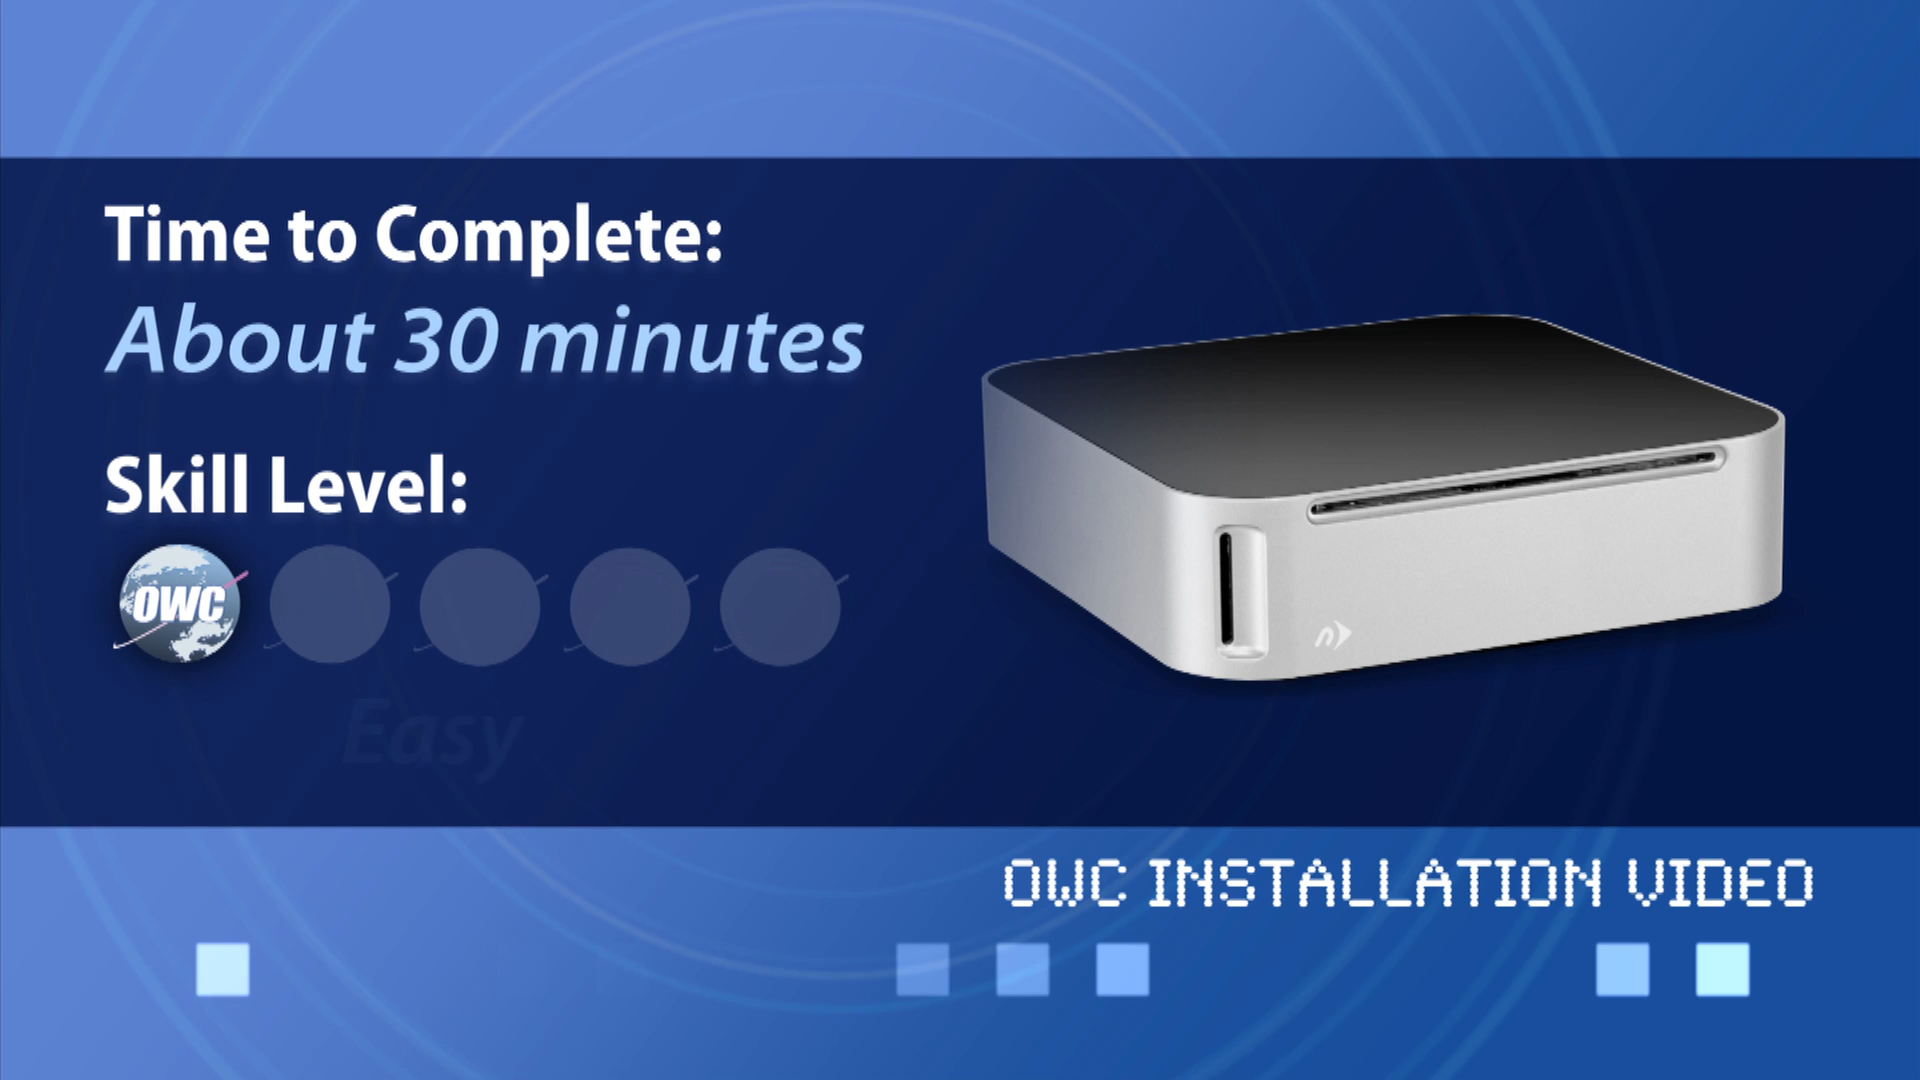 Time to Complete:
About 30 minutes
Skill Level:
OWC
Easy
OWC INSTALLATION VIDEO